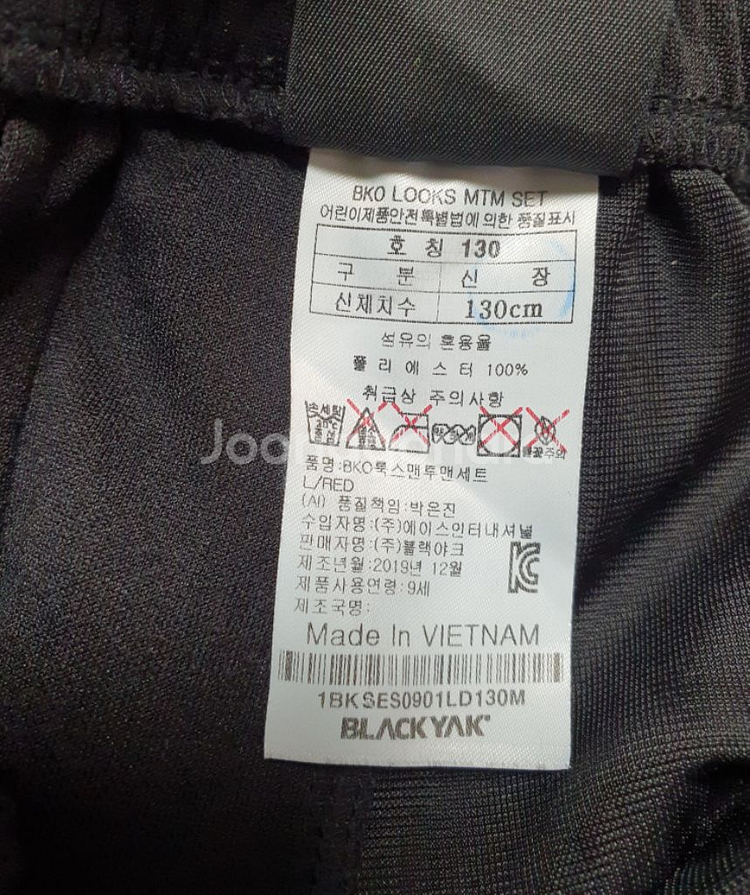 BKO LOOKS MTM SET
어린이제품안전특별법에 의한 품질표시
호 칭 130
구 분 신 장
신체치수 130cm
섬유의 혼용율
폴 리 에 스 터 100%
취급상 주의사항
손세탁
품명:BKO룩스맨투맨세트
L/RED
(AI) 품질책임:박은진
수입자명:(주)에이스인터내셔널
판매자명:(주)블랙야크
제조년월:2019년 12월
제품사용연령:9세
제조국명:
Made In VIETNAM
1BKSES0901LD130M
BLACKYAK